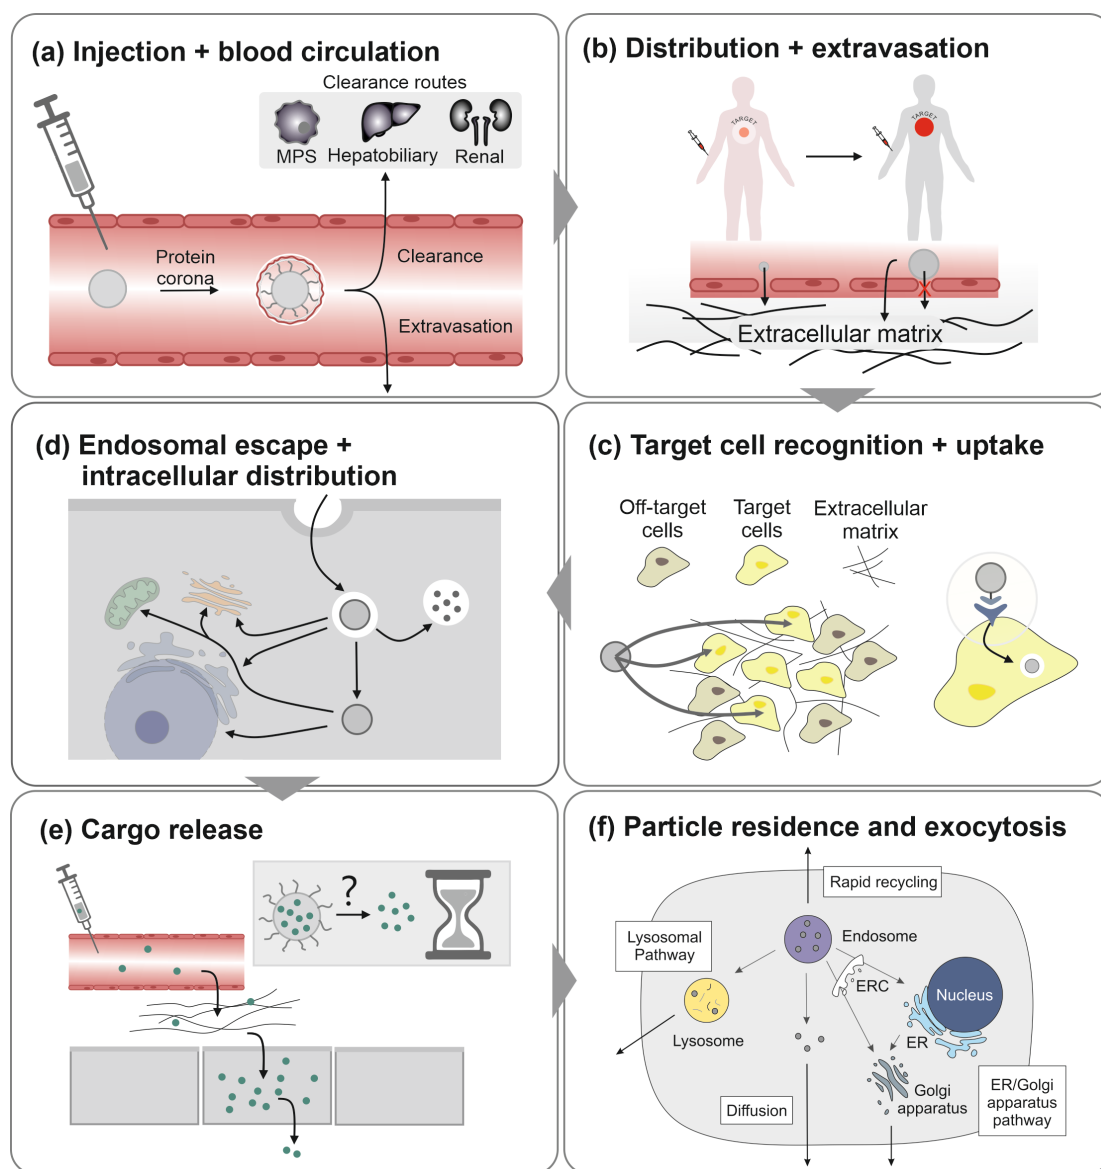 (a) Injection + blood circulation
Clearance routes
MPS
Hepatobiliary
Renal
Protein
corona
Clearance
Extravasation
(b) Distribution + extravasation
TARGET
TARGET
Extracellular matrix
(d) Endosomal escape +
intracellular distribution
(c) Target cell recognition + uptake
Off-target
cells
Target
cells
Extracellular
matrix
(e) Cargo release
?
(f) Particle residence and exocytosis
Rapid recycling
Lysosomal
Pathway
Endosome
ERC
Nucleus
Lysosome
ER
Golgi
apparatus
Diffusion
ER/Golgi
apparatus
pathway